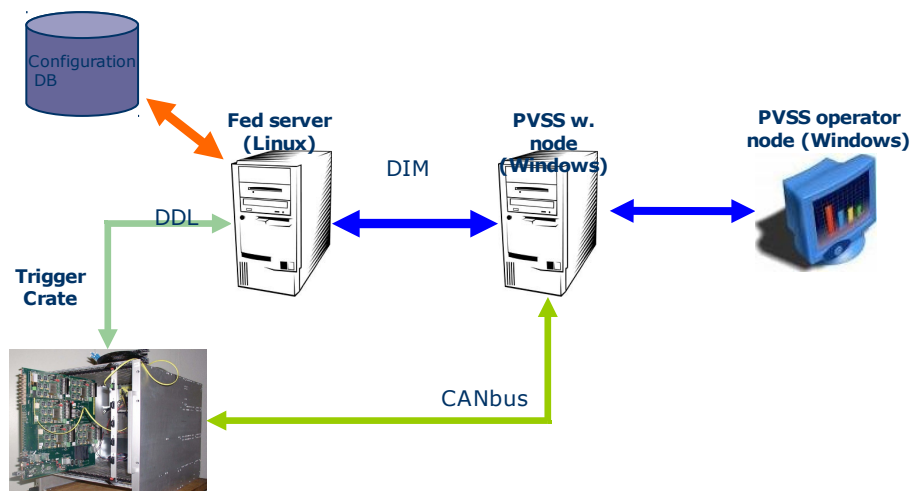 Configuration
DB
Fed server
(Linux)
PVSS w.
node
(Windows)
PVSS operator
node (Windows)
DIM
DDL
Trigger
Crate
CANbus